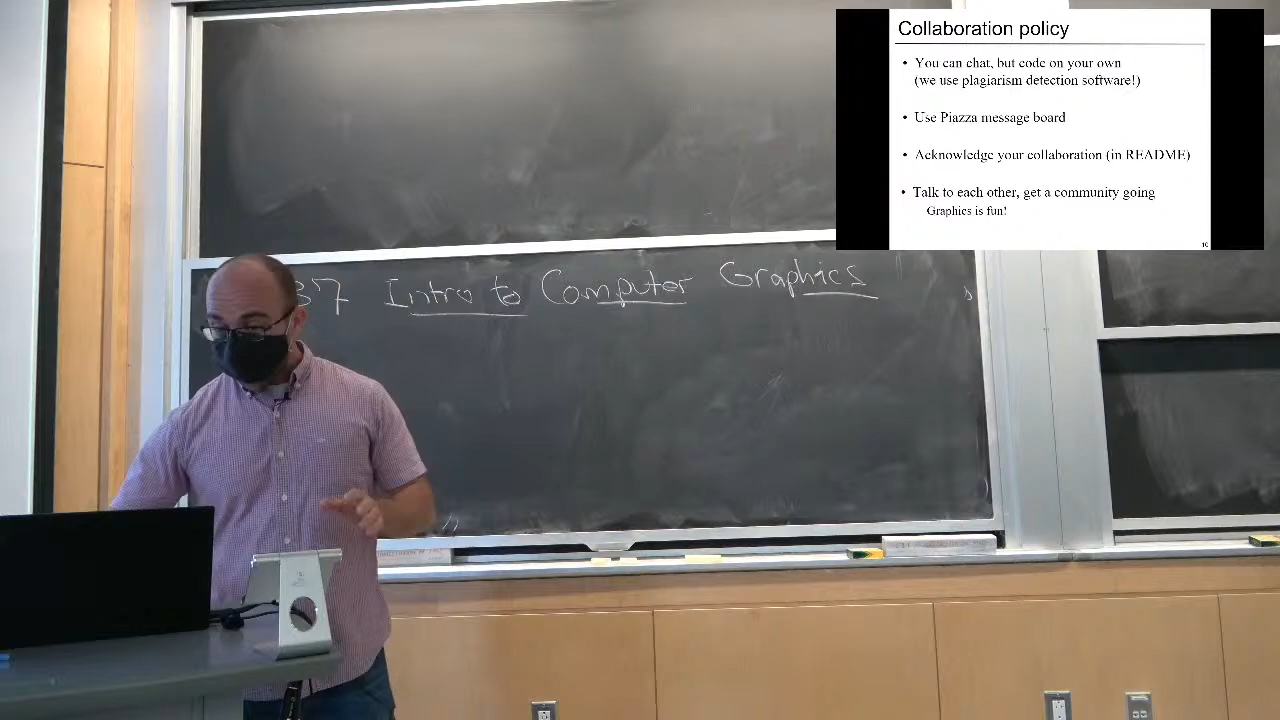 Collaboration policy
• You can chat, but code on your own
(we use plagiarism detection software!)
• Use Piazza message board
• Acknowledge your collaboration (in README)
• Talk to each other, get a community going
Graphics is fun!
10
37 Intro to Computer Graphics